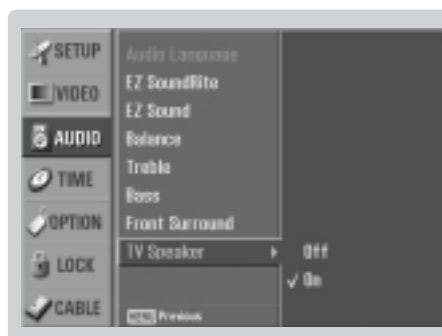 SETUP
VIDEO
AUDIO
TIME
OPTION
LOCK
CABLE
Audio Language
EZ SoundRite
EZ Sound
Balance
Treble
Bass
Front Surround
TV Speaker
Off
✓ On
MENU Previous